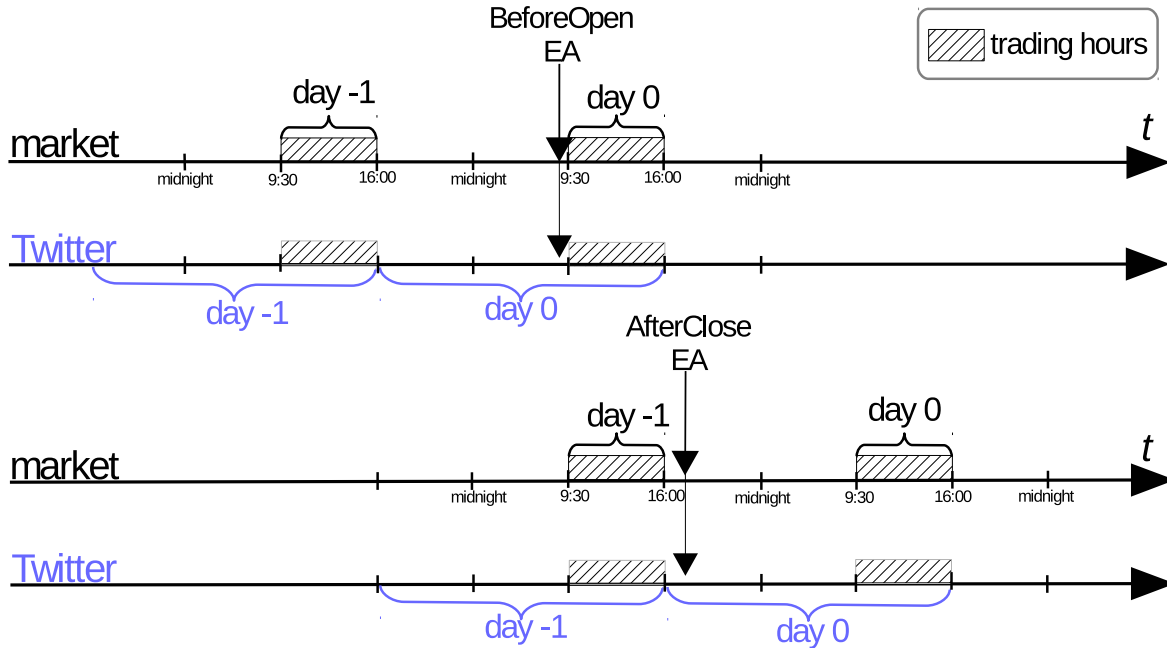 BeforeOpen
EA
trading hours
day -1
day 0
market
t
midnight
9:30
16:00
midnight
9:30
16:00
midnight
Twitter
day -1
day 0
AfterClose
EA
day -1
day 0
market
t
midnight
9:30
16:00
midnight
9:30
16:00
midnight
Twitter
day -1
day 0